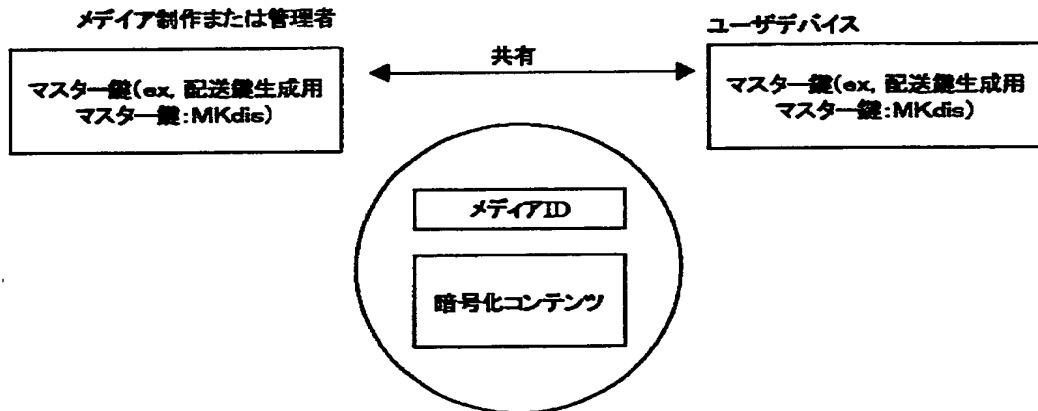 メデイア制作または管理者
ユーザデバイス
マスター鍵(ex, 配送鍵生成用
マスター鍵:MKdis)
共有
マスター鍵(ex, 配送鍵生成用
マスター鍵:MKdis)
メディアID
暗号化コンテンツ